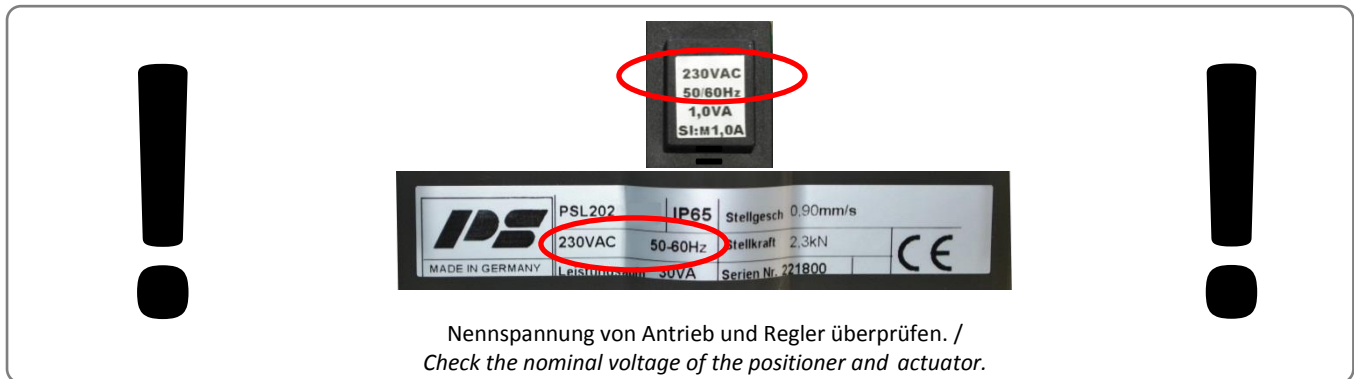 230VAC
50/60Hz
1,0VA
SI:M1,0A
PS
PSL202 IP65 Stellgesch 0,90mm/s
230VAC 50-60Hz Stellkraft 2,3kN
MADE IN GERMANY 30VA Serien Nr. 221800
CE
Nennspannung von Antrieb und Regler überprüfen. /
Check the nominal voltage of the positioner and actuator.